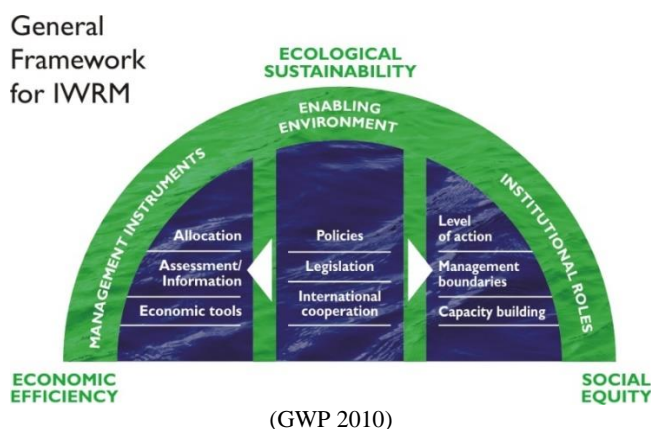 General
Framework
for IWRM
ECOLOGICAL
SUSTAINABILITY
ENABLING
ENVIRONMENT
MANAGEMENT INSTRUMENTS
INSTITUTIONAL ROLES
Allocation
Assessment/
Information
Economic tools
Policies
Legislation
International
cooperation
Level
of action
Management
boundaries
Capacity building
ECONOMIC
EFFICIENCY
SOCIAL
EQUITY
(GWP 2010)